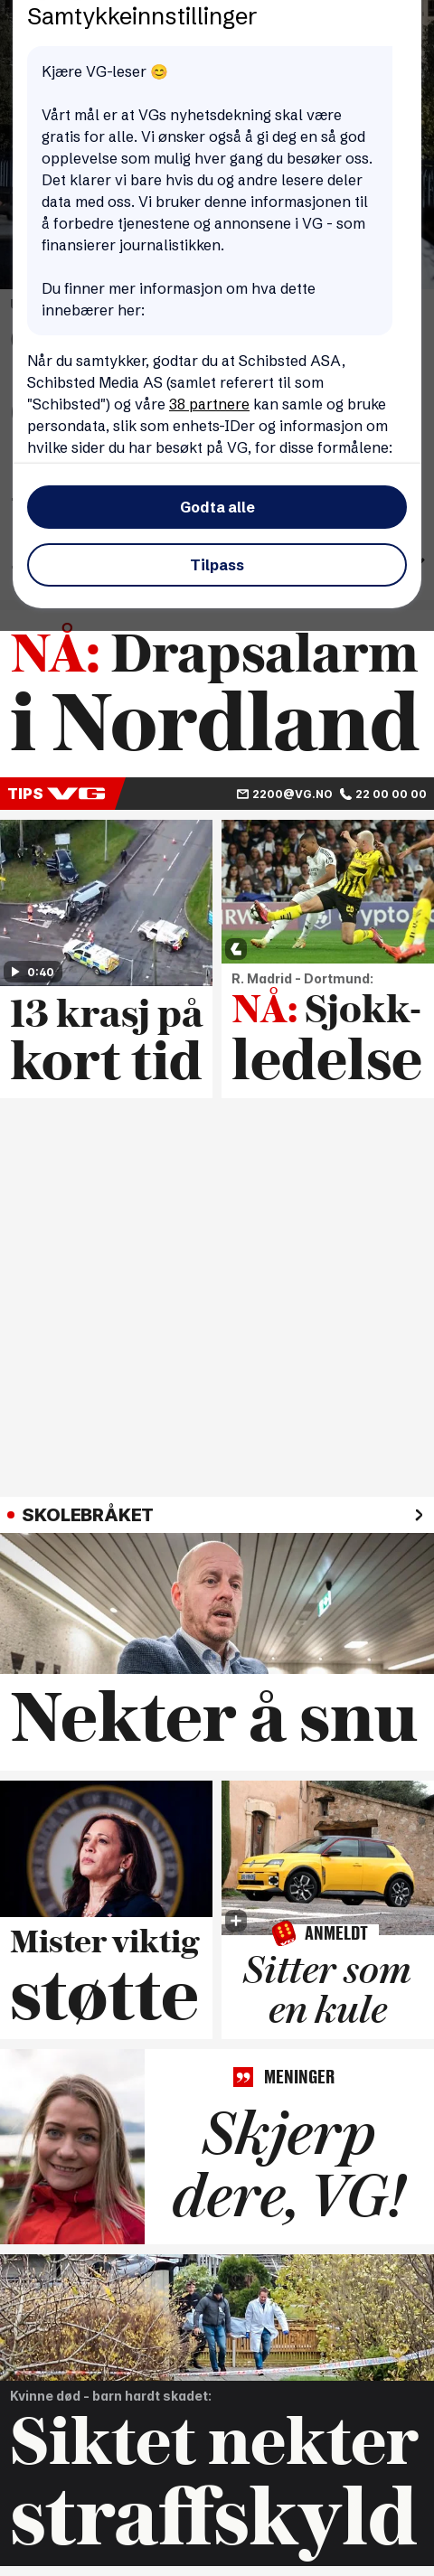 Samtykkeinnstillinger
Kjære VG-leser 😊
Vårt mål er at VGs nyhetsdekning skal være
gratis for alle. Vi ønsker også å gi deg en så god
opplevelse som mulig hver gang du besøker oss.
Det klarer vi bare hvis du og andre lesere deler
data med oss. Vi bruker denne informasjonen til
å forbedre tjenestene og annonsene i VG - som
finansierer journalistikken.
Du finner mer informasjon om hva dette
innebærer her:
Når du samtykker, godtar du at Schibsted ASA,
Schibsted Media AS (samlet referert til som
"Schibsted") og våre 38 partnere kan samle og bruke
persondata, slik som enhets-IDer og informasjon om
hvilke sider du har besøkt på VG, for disse formålene:
Godta alle
Tilpass
NÅ: Drapsalarm
i Nordland
TIPS VG
2200@VG.NO 22 00 00 00
0:40
13 krasj på
kort tid
R. Madrid - Dortmund:
NÅ: Sjokk-
ledelse
SKOLEBRÅKET
Nekter å snu
Mister viktig
støtte
ANMELDT
Sitter som
en kule
MENINGER
Skjerp
dere, VG!
Kvinne død - barn hardt skadet:
Siktet nekter
straffskyld